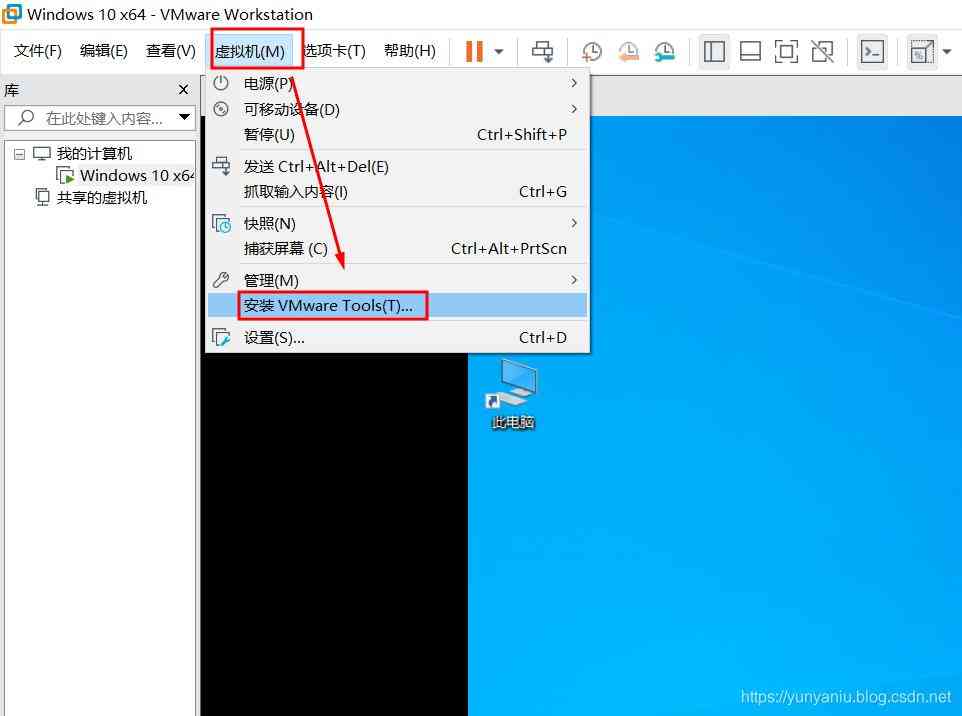 Windows 10 x64 - VMware Workstation
文件(F) 编辑(E) 查看(V) 虚拟机(M) 选项卡(T) 帮助(H)
库
在此处键入内容...
我的计算机
Windows 10 x64
共享的虚拟机
电源(P)
可移动设备(D)
暂停(U) Ctrl+Shift+P
发送 Ctrl+Alt+Del(E)
抓取输入内容(I) Ctrl+G
快照(N)
捕获屏幕 (C) Ctrl+Alt+PrtScn
管理(M)
安装 VMware Tools(T)...
设置(S)... Ctrl+D
此电脑
https://yunyaniu.blog.csdn.net